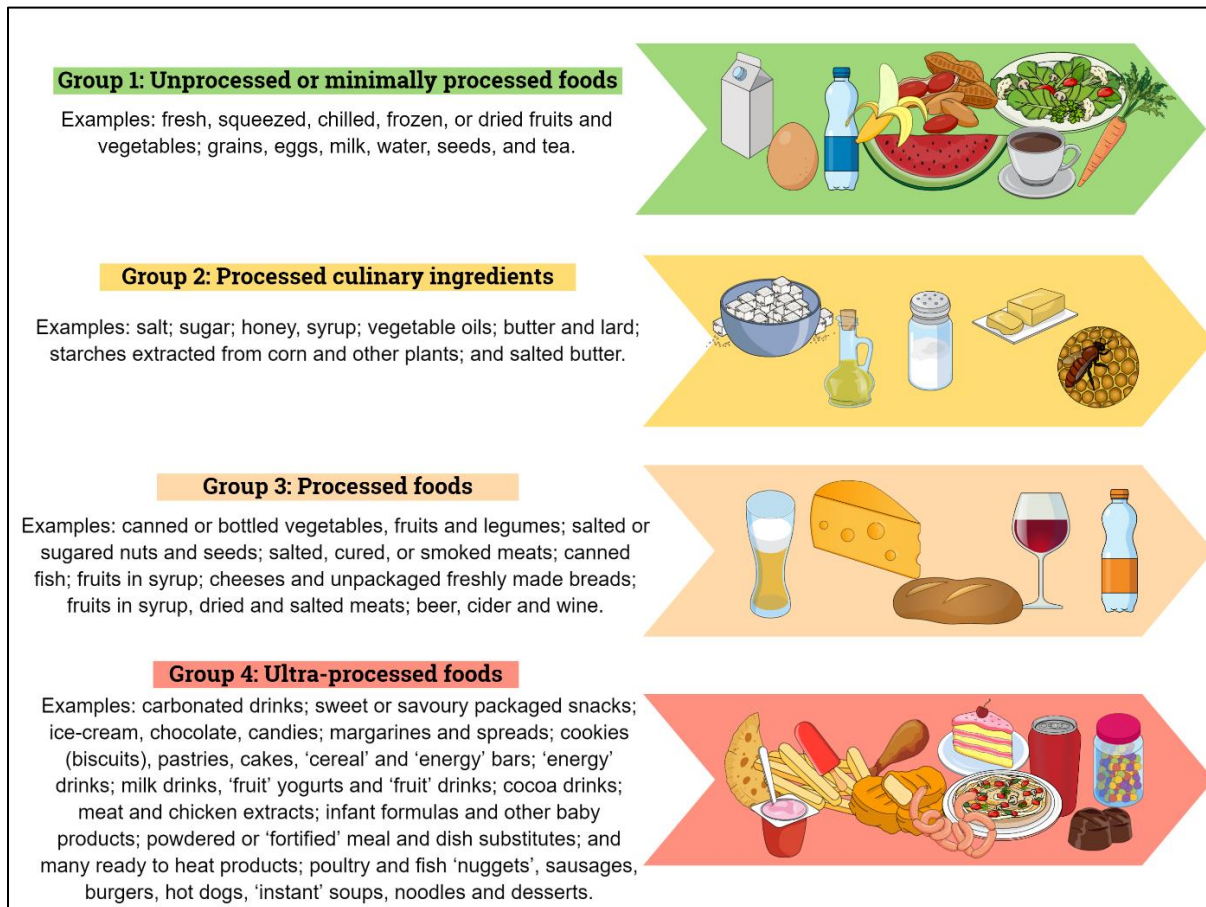 Group 1: Unprocessed or minimally processed foods
Examples: fresh, squeezed, chilled, frozen, or dried fruits and
vegetables; grains, eggs, milk, water, seeds, and tea.
Group 2: Processed culinary ingredients
Examples: salt; sugar; honey, syrup; vegetable oils; butter and lard;
starches extracted from corn and other plants; and salted butter.
Group 3: Processed foods
Examples: canned or bottled vegetables, fruits and legumes; salted or
sugared nuts and seeds; salted, cured, or smoked meats; canned
fish; fruits in syrup; cheeses and unpackaged freshly made breads;
fruits in syrup, dried and salted meats; beer, cider and wine.
Group 4: Ultra-processed foods
Examples: carbonated drinks; sweet or savoury packaged snacks;
ice-cream, chocolate, candies; margarines and spreads; cookies
(biscuits), pastries, cakes, ‘cereal’ and ‘energy’ bars; ‘energy’
drinks; milk drinks, ‘fruit’ yogurts and ‘fruit’ drinks; cocoa drinks;
meat and chicken extracts; infant formulas and other baby
products; powdered or ‘fortified’ meal and dish substitutes; and
many ready to heat products; poultry and fish ‘nuggets’, sausages,
burgers, hot dogs, ‘instant’ soups, noodles and desserts.